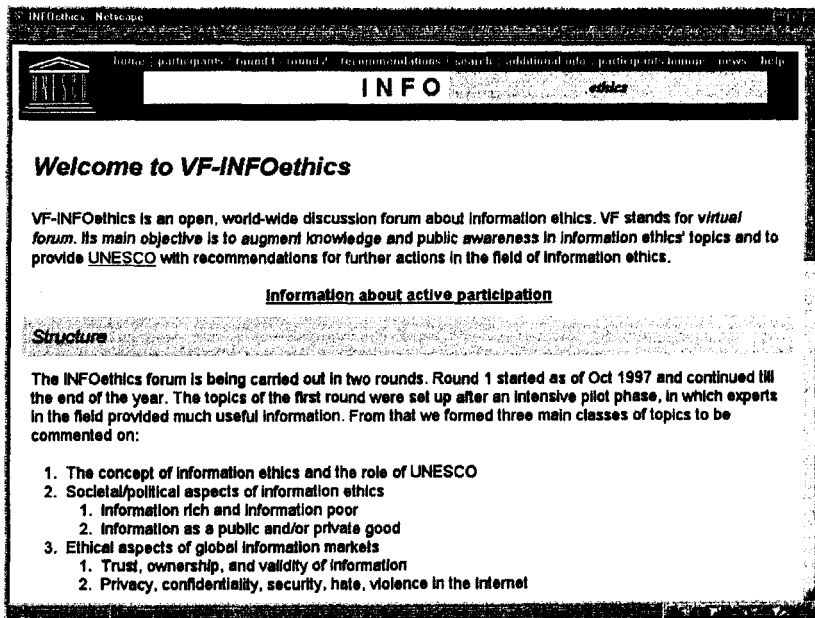 INFOethics - Netscape
home participants round 1 round 2 recommendations search additional info participants lounge news help
INFO ethics
Welcome to VF-INFOethics
VF-INFOethics is an open, world-wide discussion forum about information ethics. VF stands for virtual
forum. Its main objective is to augment knowledge and public awareness in information ethics' topics and to
provide UNESCO with recommendations for further actions in the field of information ethics.
Information about active participation
Structure
The INFOethics forum is being carried out in two rounds. Round 1 started as of Oct 1997 and continued till
the end of the year. The topics of the first round were set up after an intensive pilot phase, in which experts
in the field provided much useful information. From that we formed three main classes of topics to be
commented on:
1. The concept of information ethics and the role of UNESCO
2. Societal/political aspects of information ethics
1. Information rich and information poor
2. Information as a public and/or private good
3. Ethical aspects of global information markets
1. Trust, ownership, and validity of information
2. Privacy, confidentiality, security, hate, violence in the Internet